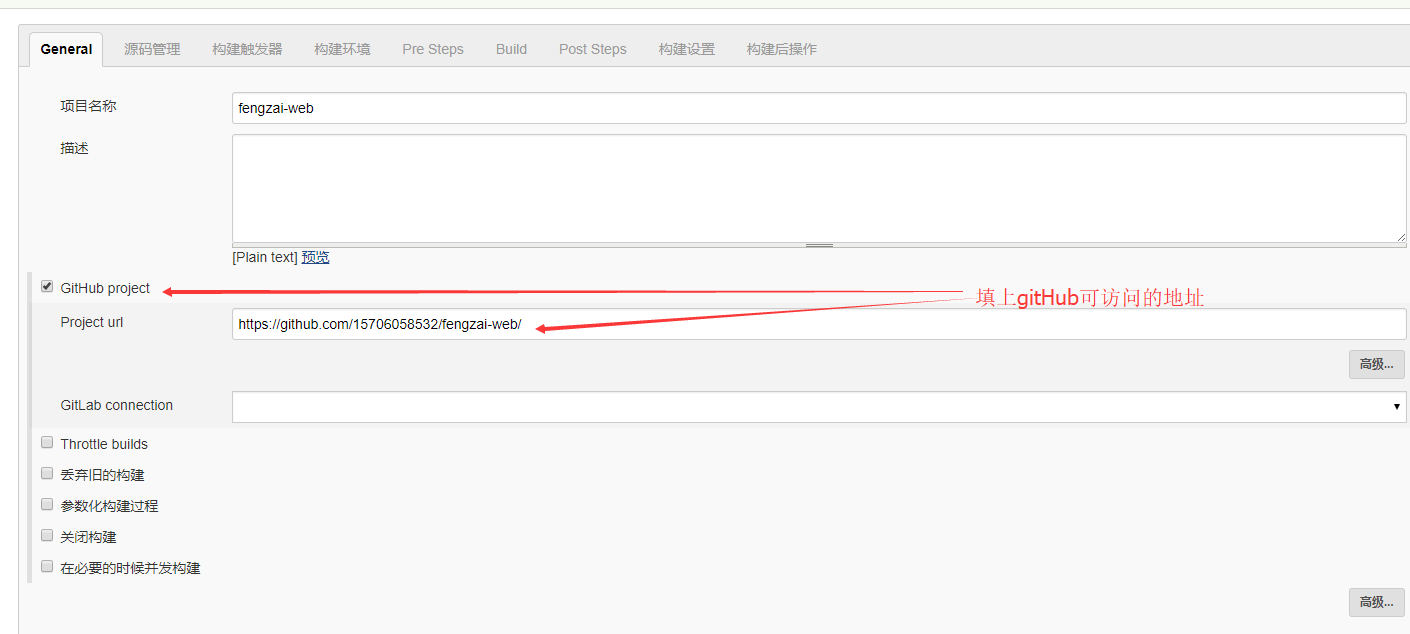 General 源码管理 构建触发器 构建环境 Pre Steps Build Post Steps 构建设置 构建后操作
项目名称 fengzai-web
描述
[Plain text] 预览
GitHub project
填上gitHub可访问的地址
Project url https://github.com/15706058532/fengzai-web/
高级...
GitLab connection
Throttle builds
丢弃旧的构建
参数化构建过程
关闭构建
在必要的时候并发构建
高级...